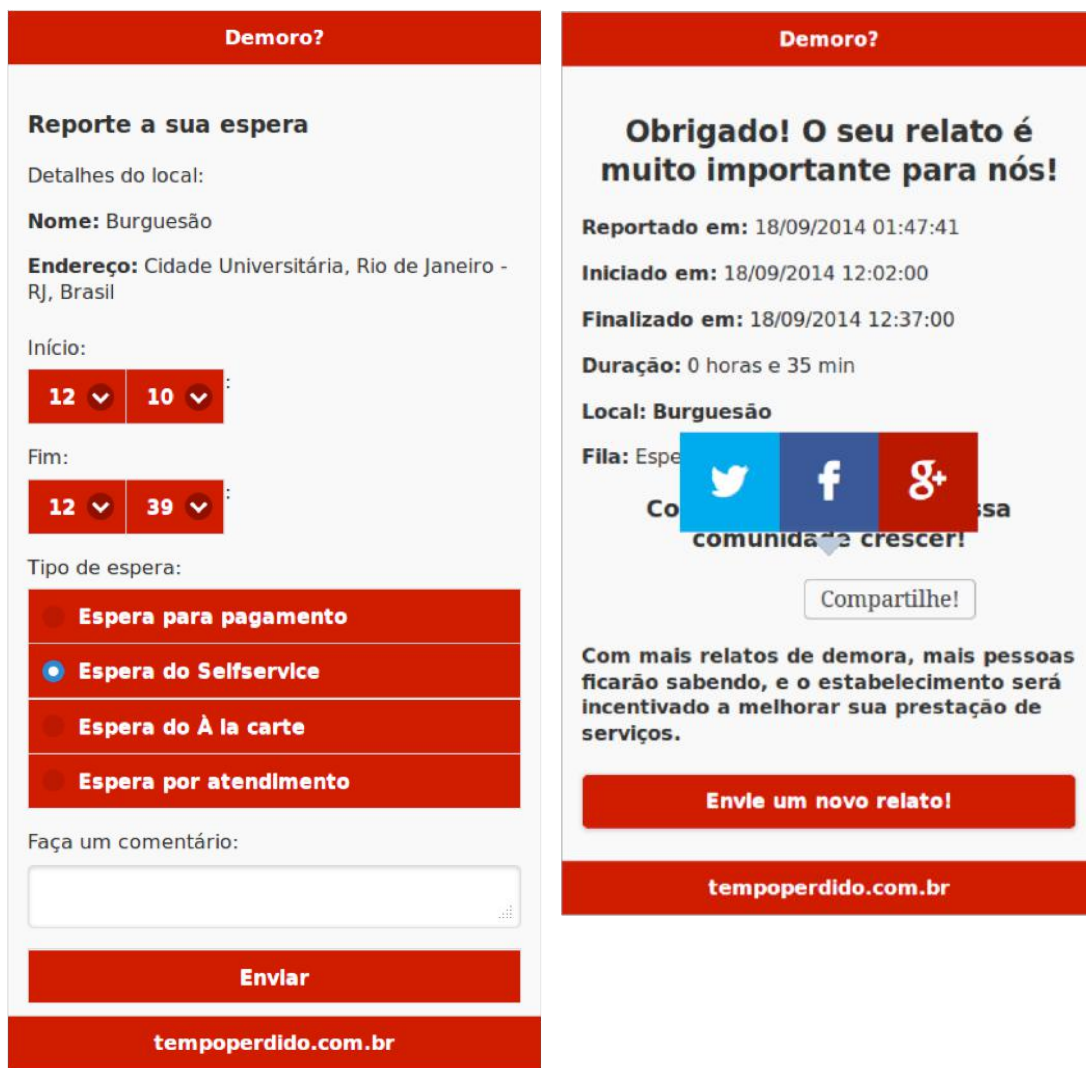 Demoro?
Reporte a sua espera
Detalhes do local:
Nome: Burguesão
Endereço: Cidade Universitária, Rio de Janeiro -
RJ, Brasil
Início:
12 10 :
Fim:
12 39 :
Tipo de espera:
Espera para pagamento
Espera do Selfservice
Espera do À la carte
Espera por atendimento
Faça um comentário:
Enviar
tempoperdido.com.br
Demoro?
Obrigado! O seu relato é
muito importante para nós!
Reportado em: 18/09/2014 01:47:41
Iniciado em: 18/09/2014 12:02:00
Finalizado em: 18/09/2014 12:37:00
Duração: 0 horas e 35 min
Local: Burguesão
Fila:
f g+
comunidade crescer!
Compartilhe!
Com mais relatos de demora, mais pessoas
ficarão sabendo, e o estabelecimento será
incentivado a melhorar sua prestação de
serviços.
Envie um novo relato!
tempoperdido.com.br